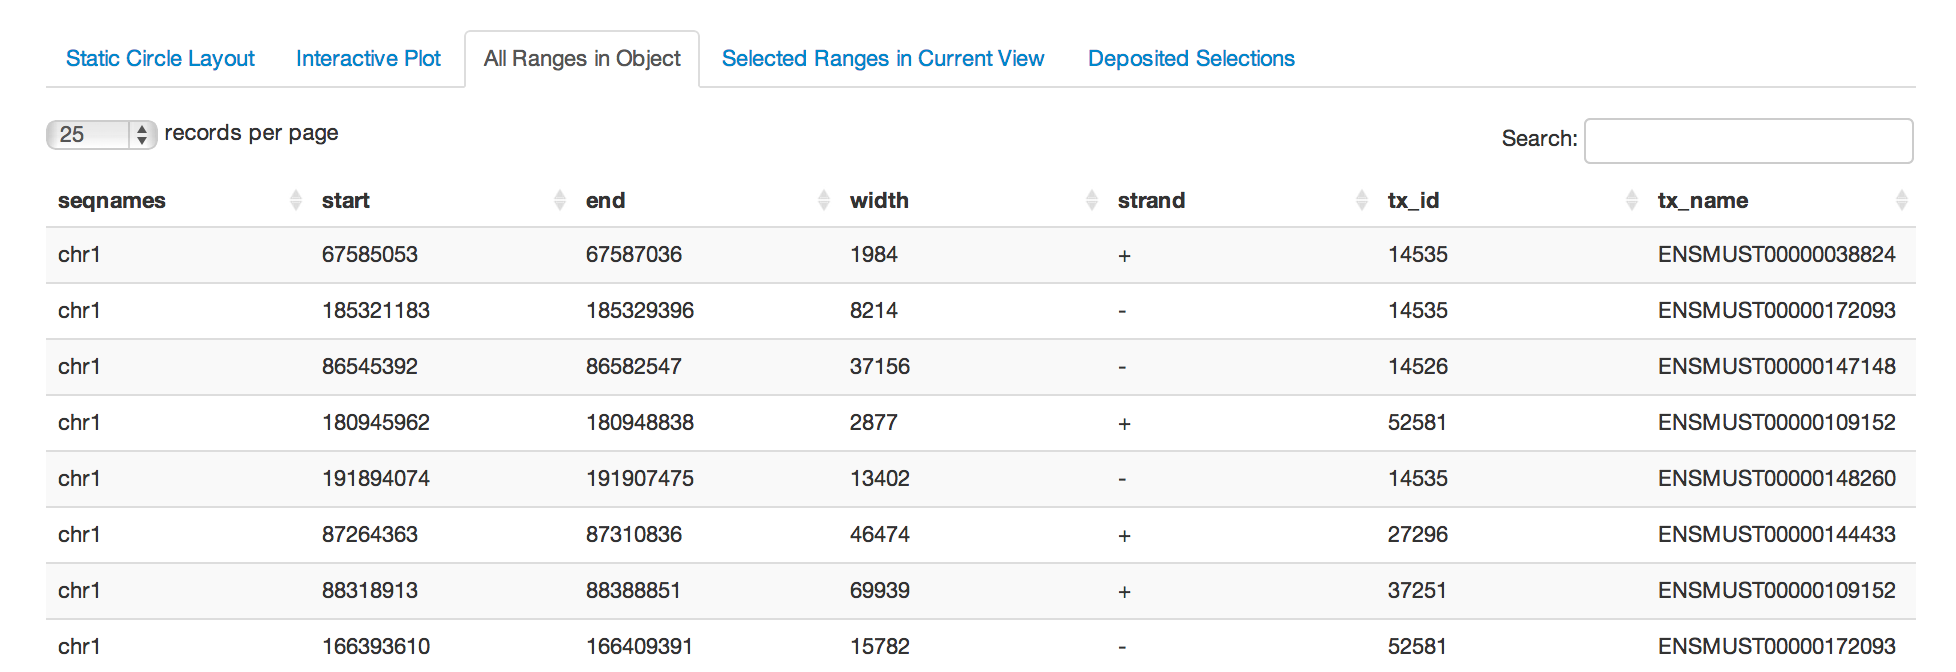 Static Circle Layout Interactive Plot All Ranges in Object Selected Ranges in Current View Deposited Selections
25 records per page Search:
seqnames start end width strand tx_id tx_name
chr1 67585053 67587036 1984 + 14535 ENSMUST00000038824
chr1 185321183 185329396 8214 - 14535 ENSMUST00000172093
chr1 86545392 86582547 37156 - 14526 ENSMUST00000147148
chr1 180945962 180948838 2877 + 52581 ENSMUST00000109152
chr1 191894074 191907475 13402 - 14535 ENSMUST00000148260
chr1 87264363 87310836 46474 + 27296 ENSMUST00000144433
chr1 88318913 88388851 69939 + 37251 ENSMUST00000109152
chr1 166393610 166409391 15782 - 52581 ENSMUST00000172093